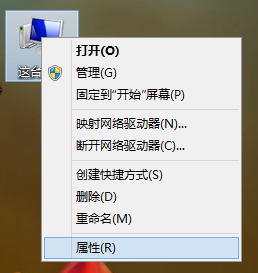 这台
打开(O)
管理(G)
固定到“开始”屏幕(P)
映射网络驱动器(N)...
断开网络驱动器(C)...
创建快捷方式(S)
删除(D)
重命名(M)
属性(R)